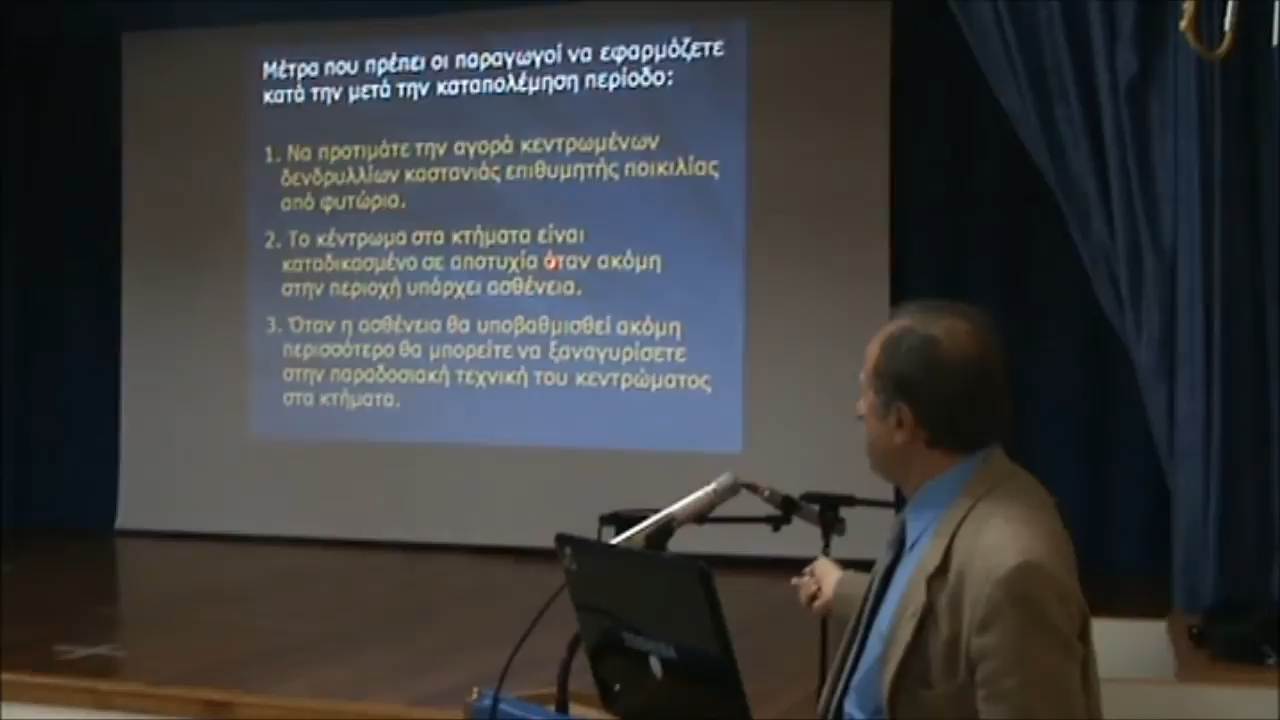 Μέτρα που πρέπει οι παραγωγοί να εφαρμόζετε
κατά την μετά την καταπολέμηση περίοδο:
1. Να προτιμάτε την αγορά κεντρωμένων
δενδρυλλίων καστανιάς επιθυμητής ποικιλίας
από φυτώρια.
2. Το κέντρωμα στα κτήματα είναι
καταδικασμένο σε αποτυχία όταν ακόμη
στην περιοχή υπάρχει ασθένεια.
3. Όταν η ασθένεια θα υποβαθμισθεί ακόμη
περισσότερο θα μπορείτε να ξαναγυρίσετε
στην παραδοσιακή τεχνική του κεντρώματος
στα κτήματα.